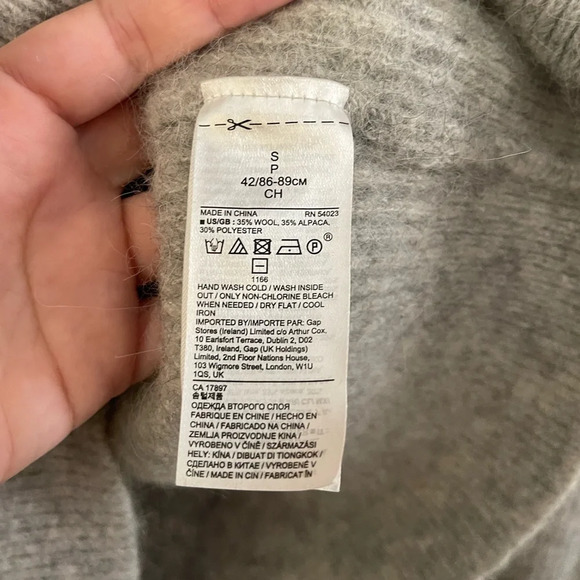 S
P
42/86-89CM
CH
MADE IN CHINA RN 54023
■ US/GB: 35% WOOL, 35% ALPACA,
30% POLYESTER
P ®
1166
HAND WASH COLD / WASH INSIDE
OUT / ONLY NON-CHLORINE BLEACH
WHEN NEEDED / DRY FLAT / COOL
IRON
IMPORTED BY/IMPORTE PAR: Gap
Stores (Ireland) Limited c/o Arthur Cox.
10 Earlsfort Terrace, Dublin 2, D02
T380, Ireland, Gap (UK Holdings)
Limited, 2nd Floor Nations House,
103 Wigmore Street, London, W1U
1QS, UK
CA 17897
숨털제품
ОДЕЖДА ВТОРОГО СЛОЯ
FABRIQUE EN CHINE / HECHO EN
CHINA / FABRICADO NA CHINA /
ZEMLJA PROIZVODNJE KINA /
VYROBENO V ČÍNĚ / SZÁRMAZÁSI
HELY: KÍNA / DIBUAT DI TIONGKOK /
СДЕЛАНО В КИТАЕ / VYROBENÉ V
ČÍNE / MADE IN CIN / FABRICAT ÎN